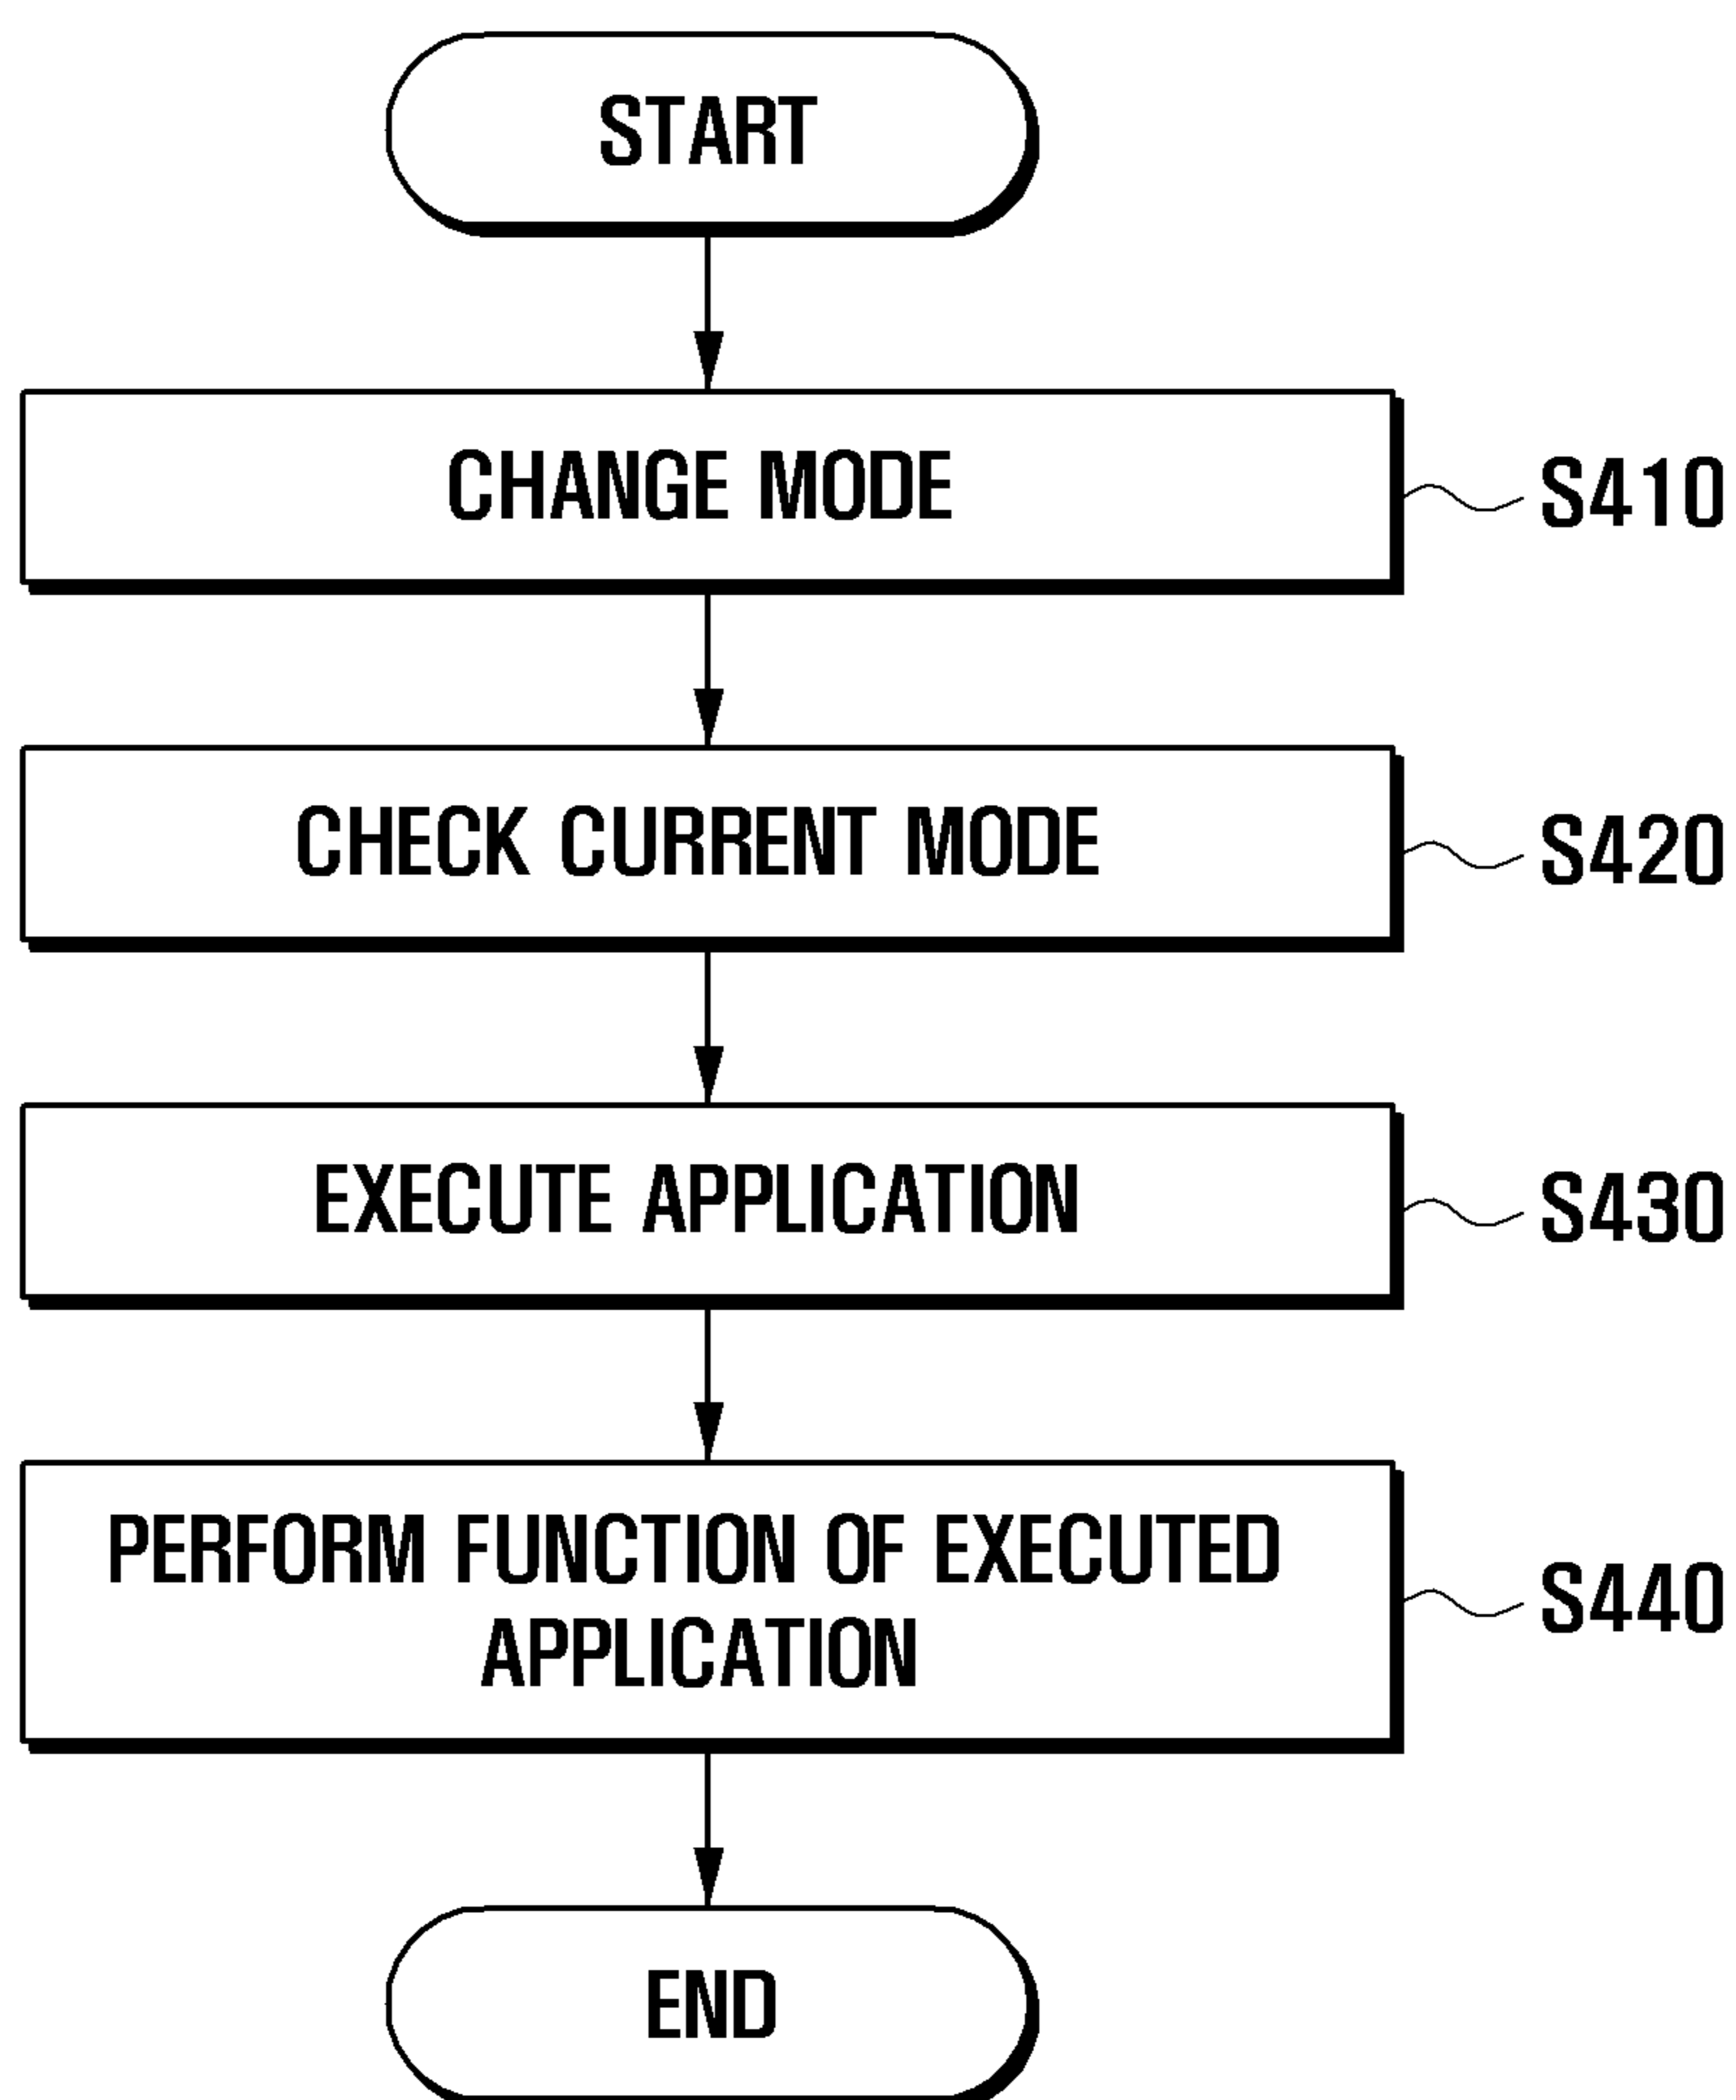 START
CHANGE MODE
S410
CHECK CURRENT MODE
S420
EXECUTE APPLICATION
S430
PERFORM FUNCTION OF EXECUTED
APPLICATION
S440
END